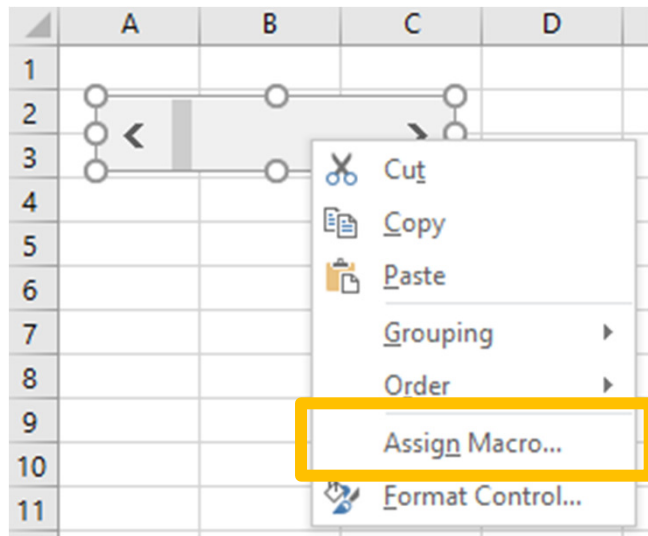 A B C D
1
2
3
Cut
4
Copy
5
Paste
6
7
Grouping
8
Order
9
Assign Macro...
10
Format Control...
11